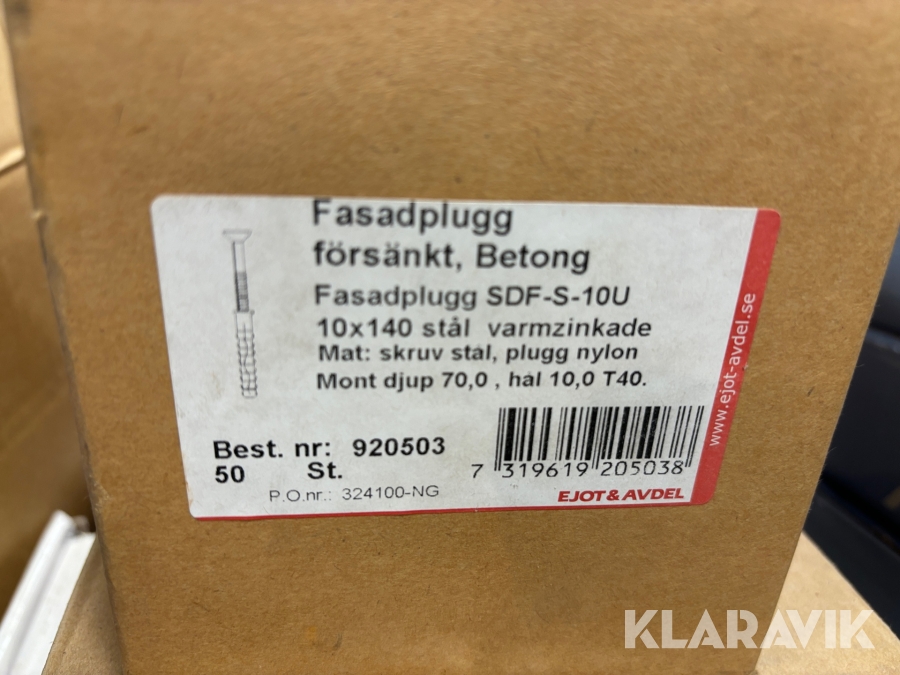 Fasadplugg
försänkt, Betong
Fasadplugg SDF-S-10U
10x140 stål varmzinkade
Mat: skruv stål, plugg nylon
Mont djup 70,0 , hål 10,0 T40.
Best. nr: 920503
50 St.
P.O.nr.: 324100-NG
7 319619 205038
EJOT & AVDEL
www.ejot-avdel.se
KLARAVIK